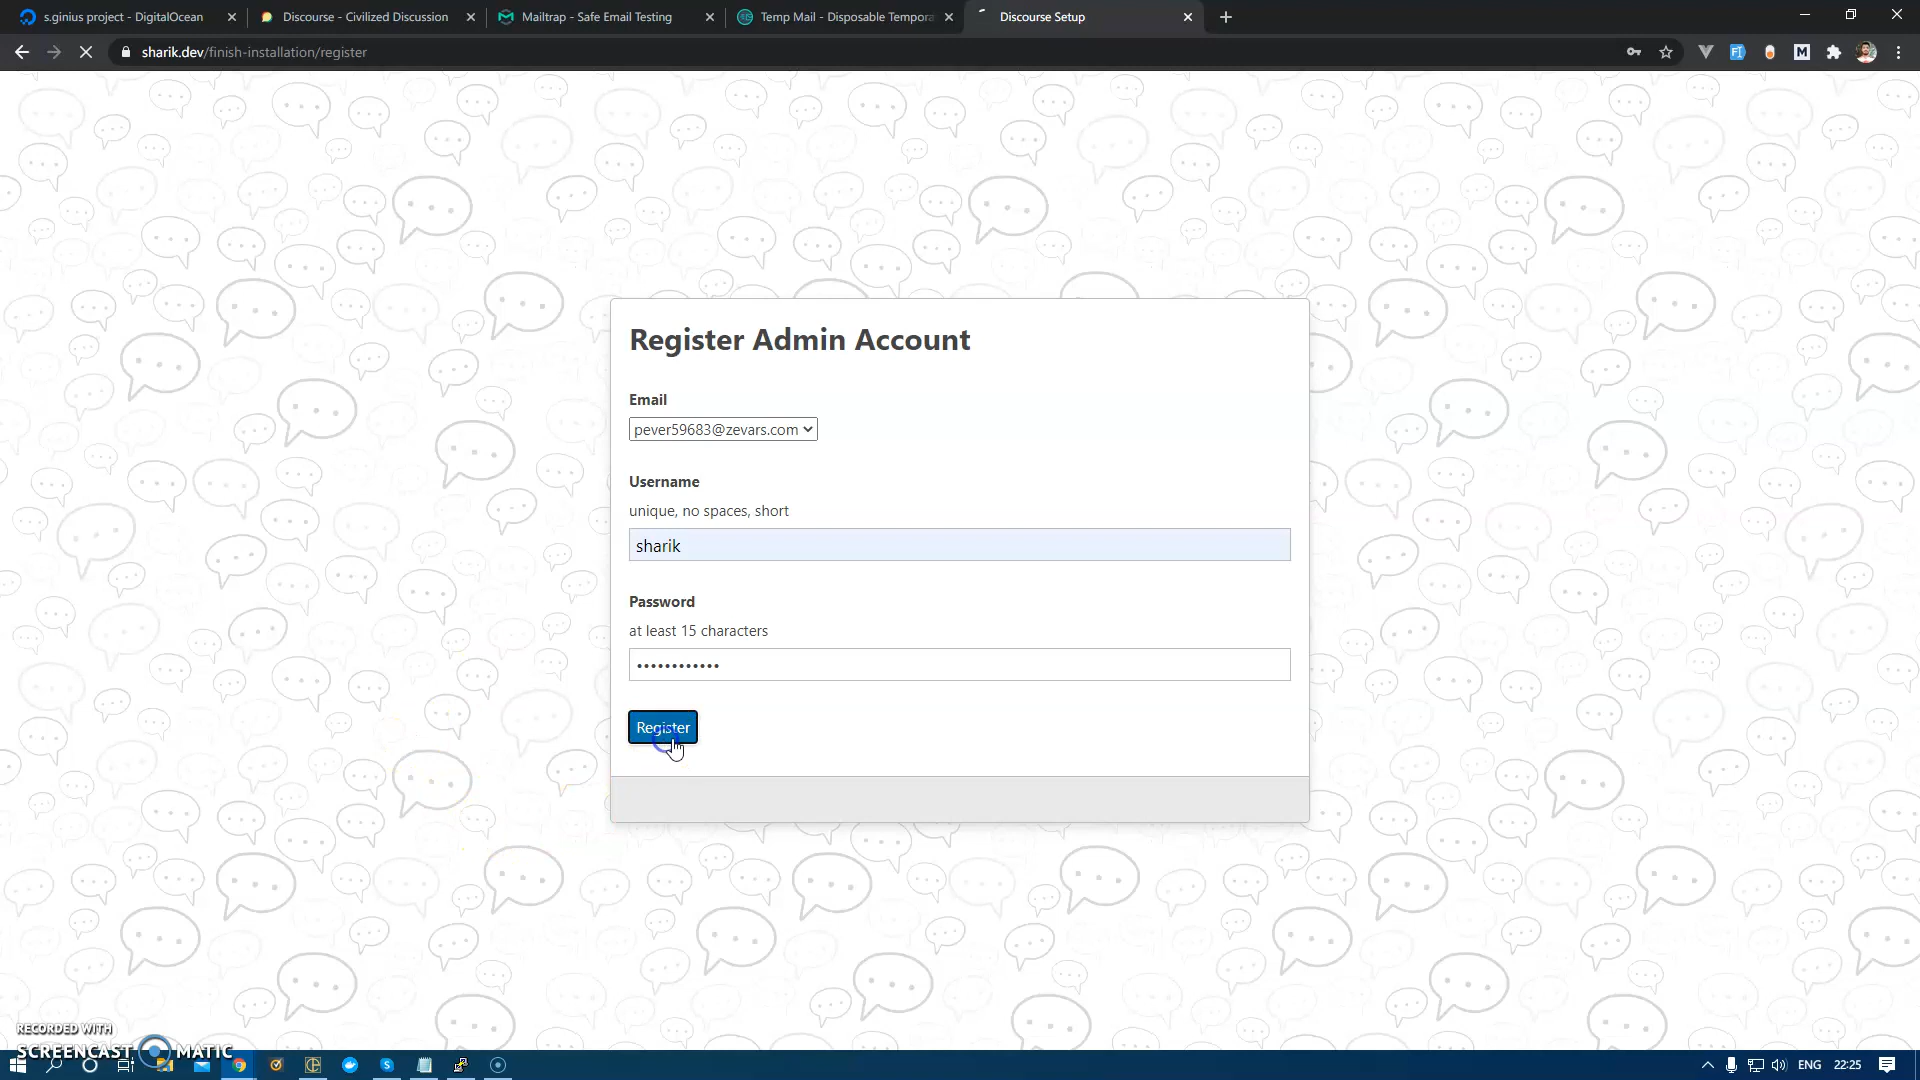 s.ginius project - DigitalOcean
Discourse - Civilized Discussion
Mailtrap - Safe Email Testing
Temp Mail - Disposable Tempora
Discourse Setup
sharik.dev/finish-installation/register
Register Admin Account
Email
pever59683@zevars.com
Username
unique, no spaces, short
sharik
Password
at least 15 characters
••••••••••••
Register
RECORDED WITH
SCREENCAST MATIC
ENG 22:25